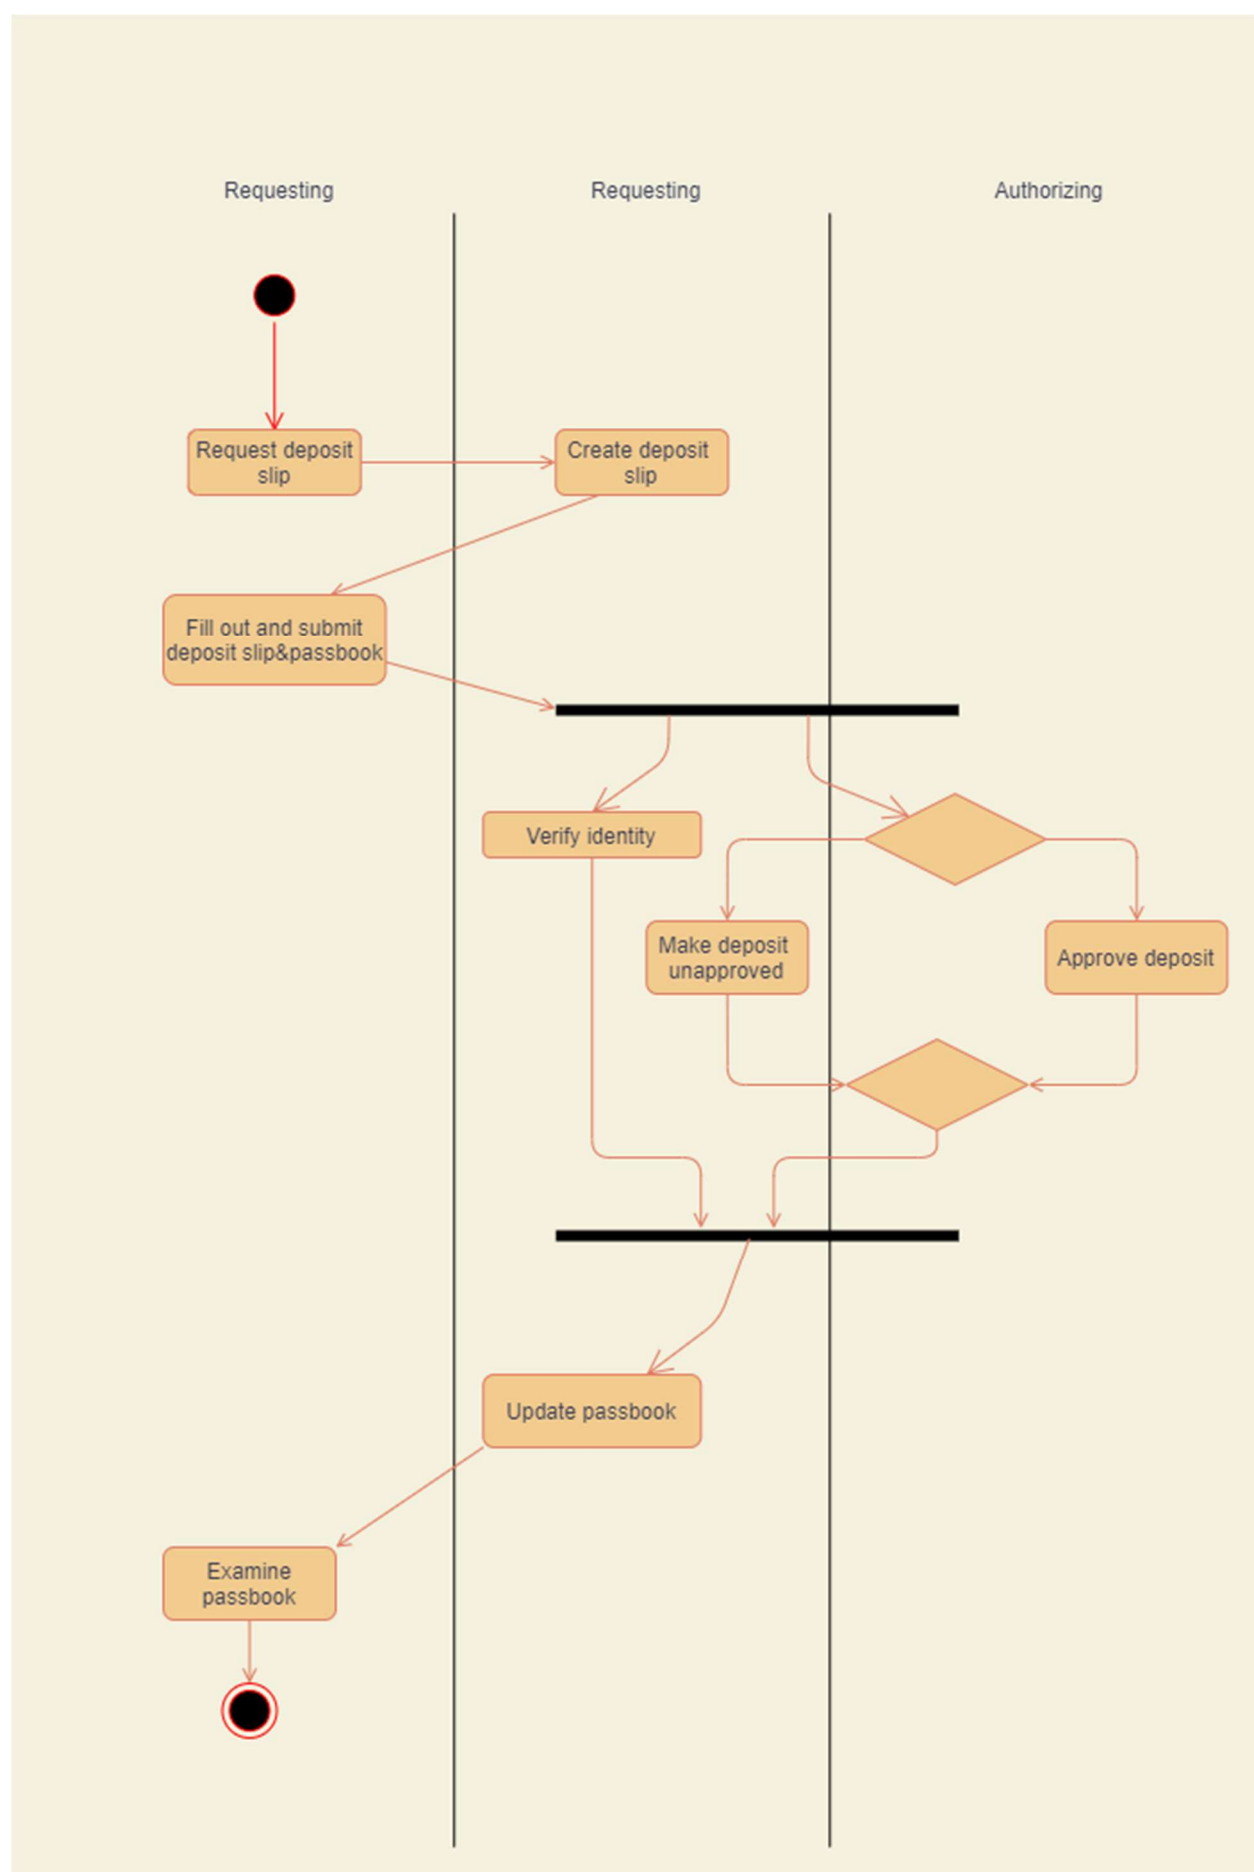 Requesting
Requesting
Authorizing
Request deposit
slip
Create deposit
slip
Fill out and submit
deposit slip&passbook
Verify identity
Make deposit
unapproved
Approve deposit
Update passbook
Examine
passbook